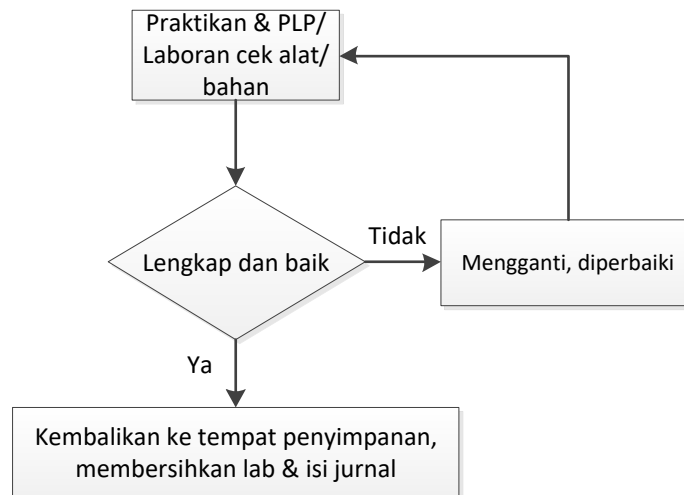 Praktikan & PLP/
Laboran cek alat/
bahan
Lengkap dan baik
Tidak
Mengganti, diperbaiki
Ya
Kembalikan ke tempat penyimpanan,
membersihkan lab & isi jurnal